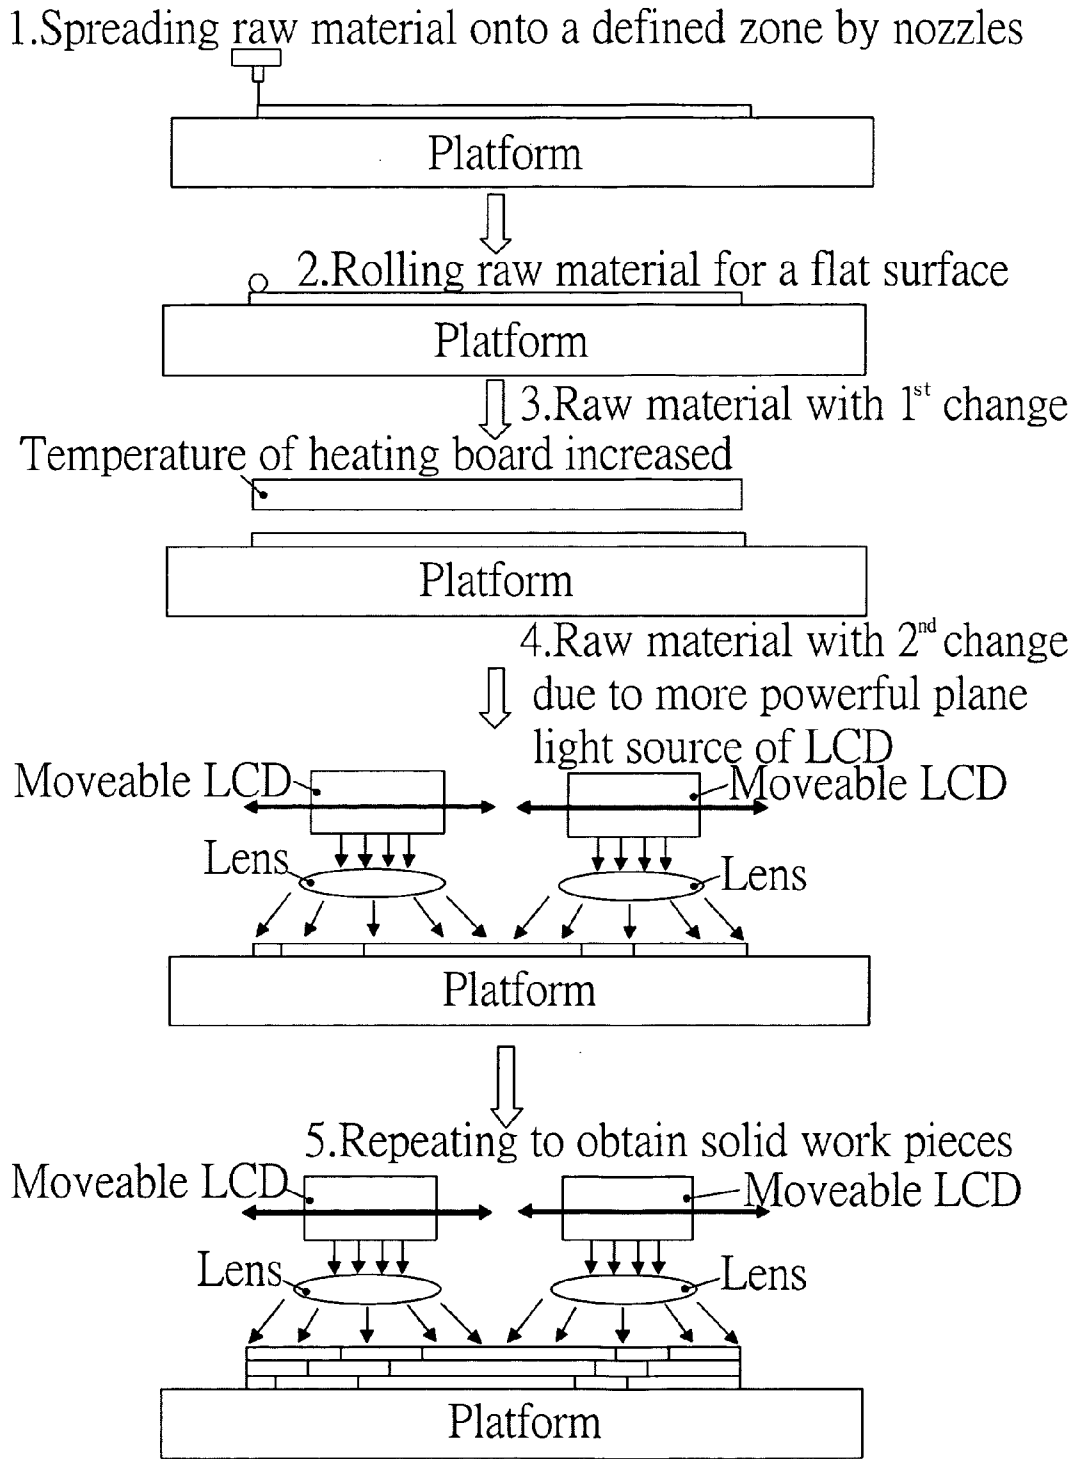 1.Spreading raw material onto a defined zone by nozzles
Platform
2.Rolling raw material for a flat surface
Platform
3.Raw material with 1st change
Temperature of heating board increased
Platform
4.Raw material with 2nd change
due to more powerful plane
light source of LCD
Moveable LCD
Moveable LCD
Lens
Lens
Platform
5.Repeating to obtain solid work pieces
Moveable LCD
Moveable LCD
Lens
Lens
Platform